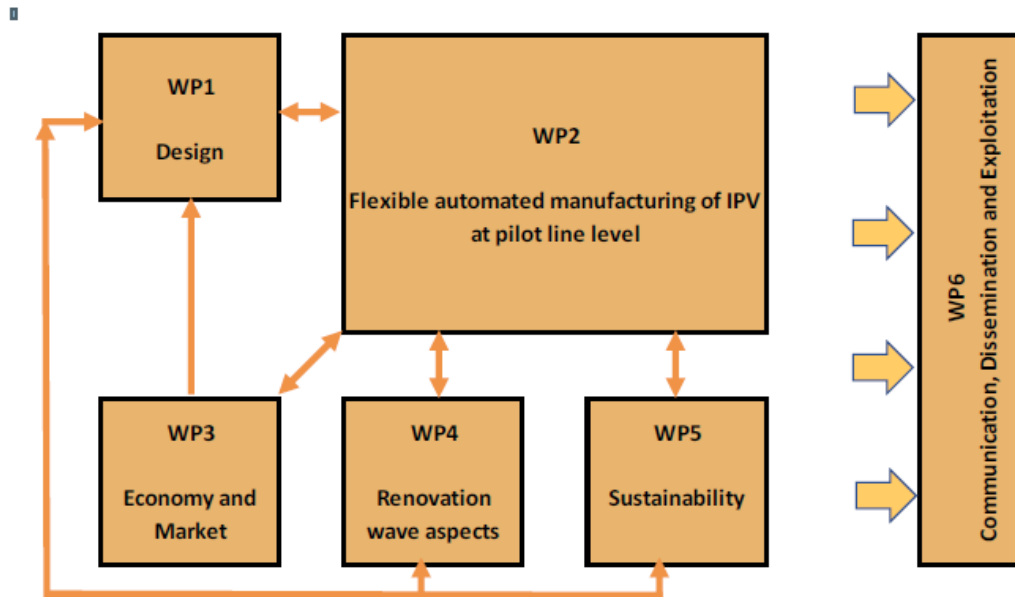 WP1
Design
WP2
Flexible automated manufacturing of IPV
at pilot line level
WP3
Economy and
Market
WP4
Renovation
wave aspects
WP5
Sustainability
WP6
Communication, Dissemination and Exploitation